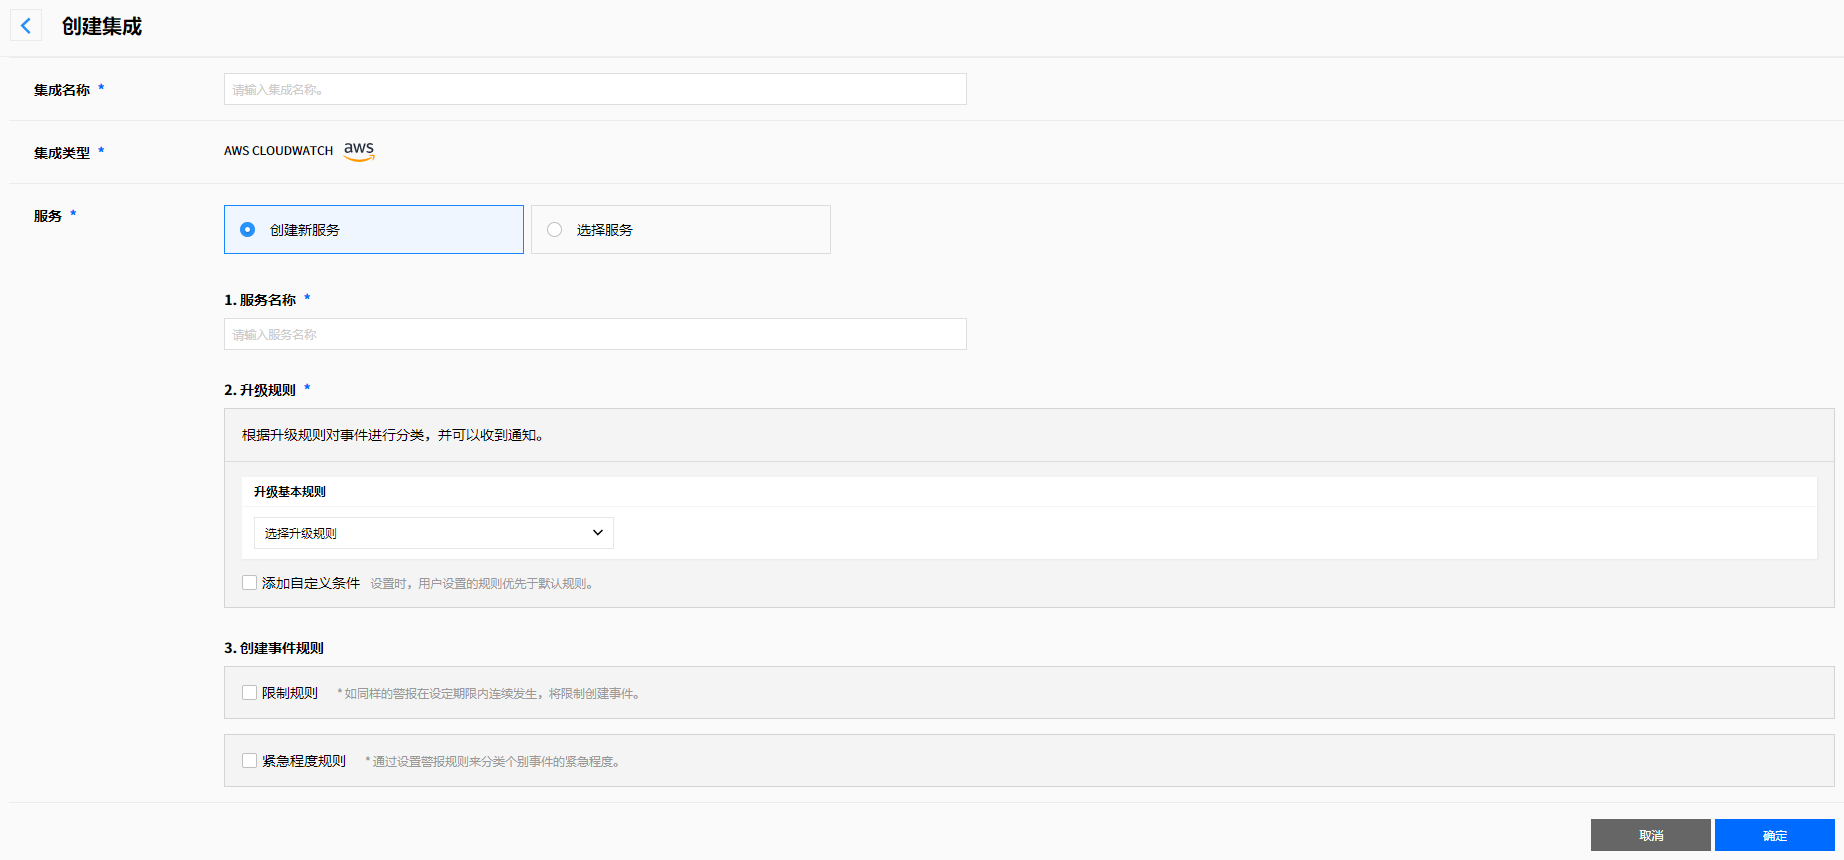 创建集成
集成名称 *
请输入集成名称。
集成类型 *
AWS CLOUDWATCH aws
服务 *
创建新服务
选择服务
1. 服务名称 *
请输入服务名称
2. 升级规则 *
根据升级规则对事件进行分类，并可以收到通知。
升级基本规则
选择升级规则
添加自定义条件 设置时，用户设置的规则优先于默认规则。
3. 创建事件规则
限制规则 * 如同样的警报在设定期限内连续发生，将限制创建事件。
紧急程度规则 * 通过设置警报规则来分类个别事件的紧急程度。
取消
确定